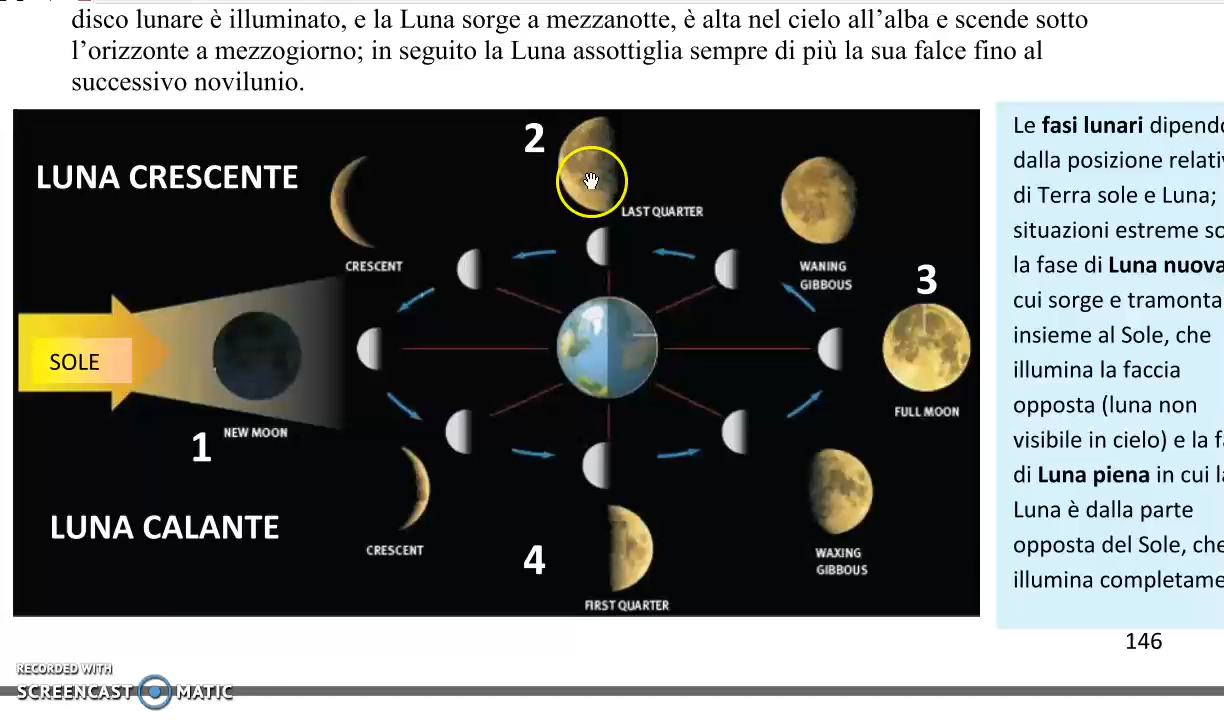 disco lunare è illuminato, e la Luna sorge a mezzanotte, è alta nel cielo all’alba e scende sotto
l’orizzonte a mezzogiorno; in seguito la Luna assottiglia sempre di più la sua falce fino al
successivo novilunio.
LUNA CRESCENTE
2
LAST QUARTER
CRESCENT
WANING
GIBBOUS
3
SOLE
FULL MOON
NEW MOON
1
LUNA CALANTE
CRESCENT
4
WAXING
GIBBOUS
FIRST QUARTER
Le fasi lunari
dalla posizione
di Terra sole e Luna;
situazioni estreme
la fase di Luna nuova
cui sorge e tramonta
insieme al Sole, che
illumina la faccia
opposta (luna non
visibile in cielo) e la
di Luna piena in cui
Luna è dalla parte
opposta del Sole, che
illumina
146
RECORDED WITH
SCREENCAST MATIC